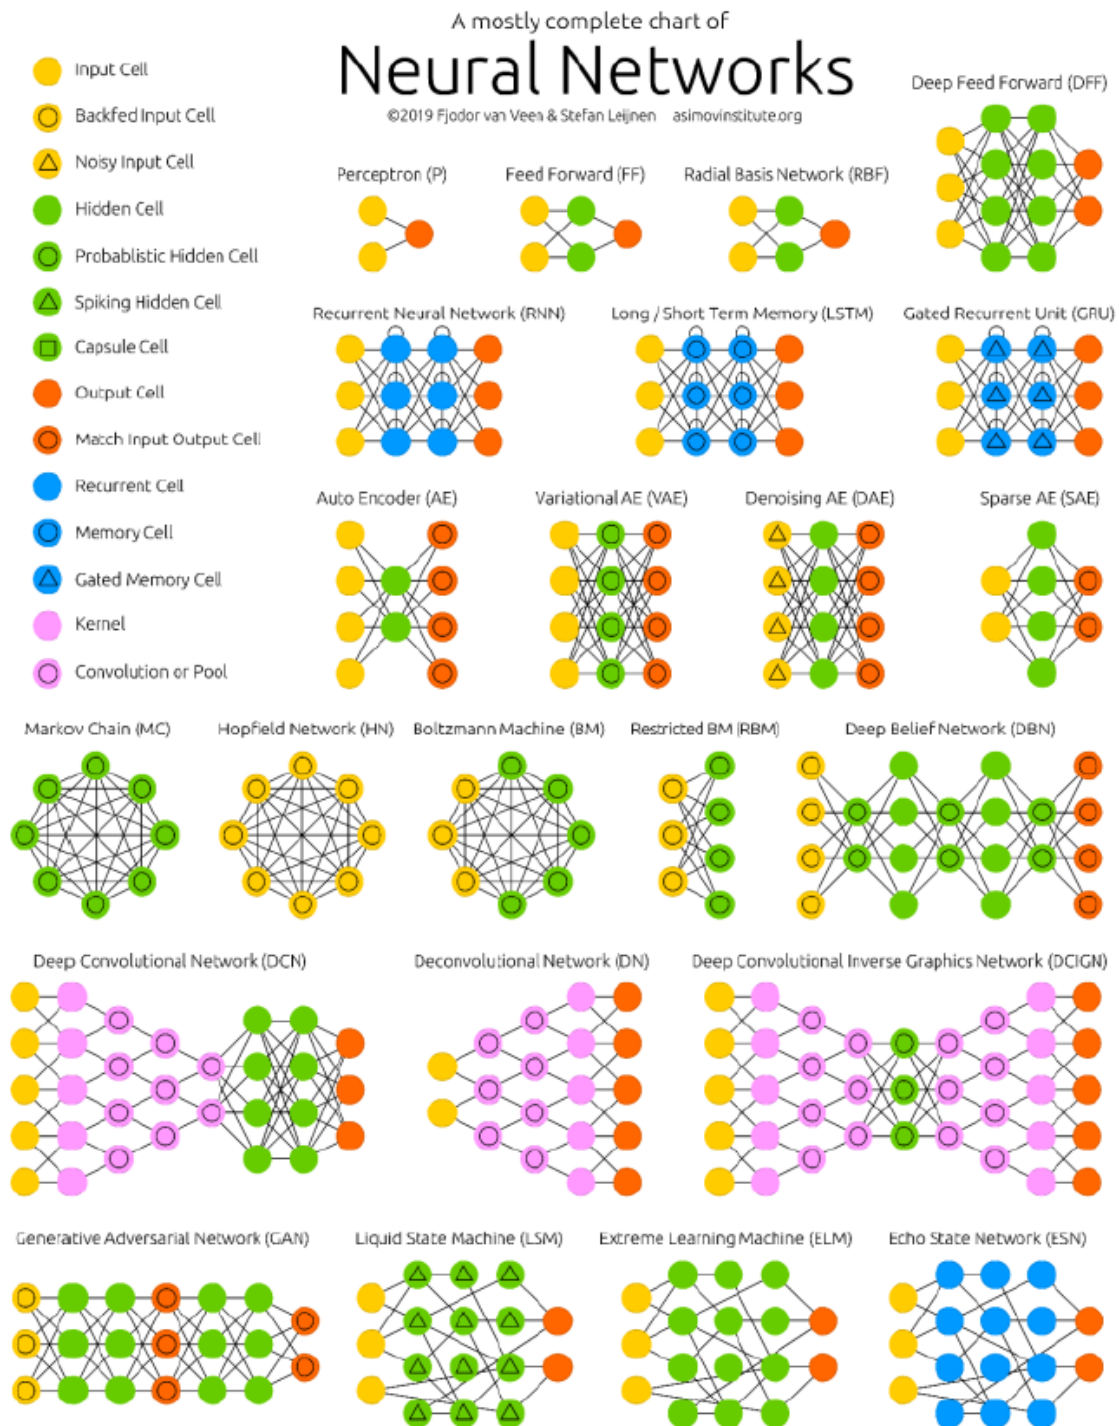 A mostly complete chart of
Neural Networks
©2019 Fjodor van Veen & Stefan Leijnen asimovinstitute.org
Input Cell
Backfed Input Cell
Noisy Input Cell
Hidden Cell
Probablistic Hidden Cell
Spiking Hidden Cell
Capsule Cell
Output Cell
Match Input Output Cell
Recurrent Cell
Memory Cell
Gated Memory Cell
Kernel
Convolution or Pool
Deep Feed Forward (DFF)
Perceptron (P) Feed Forward (FF) Radial Basis Network (RBF)
Recurrent Neural Network (RNN) Long / Short Term Memory (LSTM) Gated Recurrent Unit (GRU)
Auto Encoder (AE) Variational AE (VAE) Denoising AE (DAE) Sparse AE (SAE)
Markov Chain (MC) Hopfield Network (HN) Boltzmann Machine (BM) Restricted BM (RBM) Deep Belief Network (DBN)
Deep Convolutional Network (DCN) Deconvolutional Network (DN) Deep Convolutional Inverse Graphics Network (DCIGN)
Generative Adversarial Network (GAN) Liquid State Machine (LSM) Extreme Learning Machine (ELM) Echo State Network (ESN)